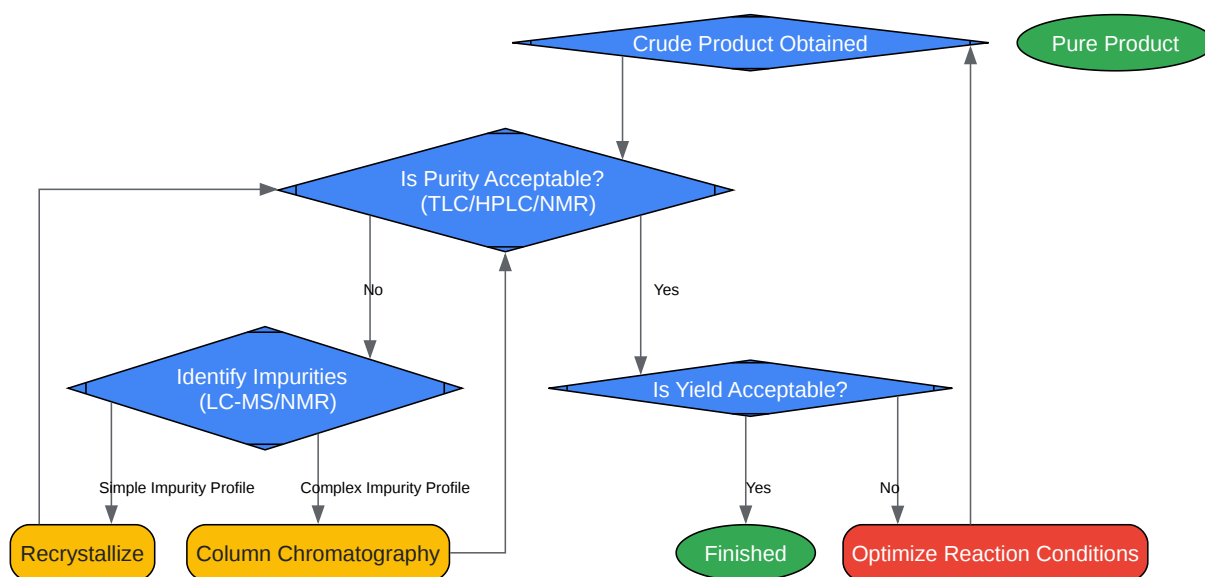 Crude Product Obtained
Pure Product
Is Purity Acceptable?
(TLC/HPLC/NMR)
No
Yes
Identify Impurities
(LC-MS/NMR)
Is Yield Acceptable?
Simple Impurity Profile
Complex Impurity Profile
Yes
No
Recrystallize
Column Chromatography
Finished
Optimize Reaction Conditions